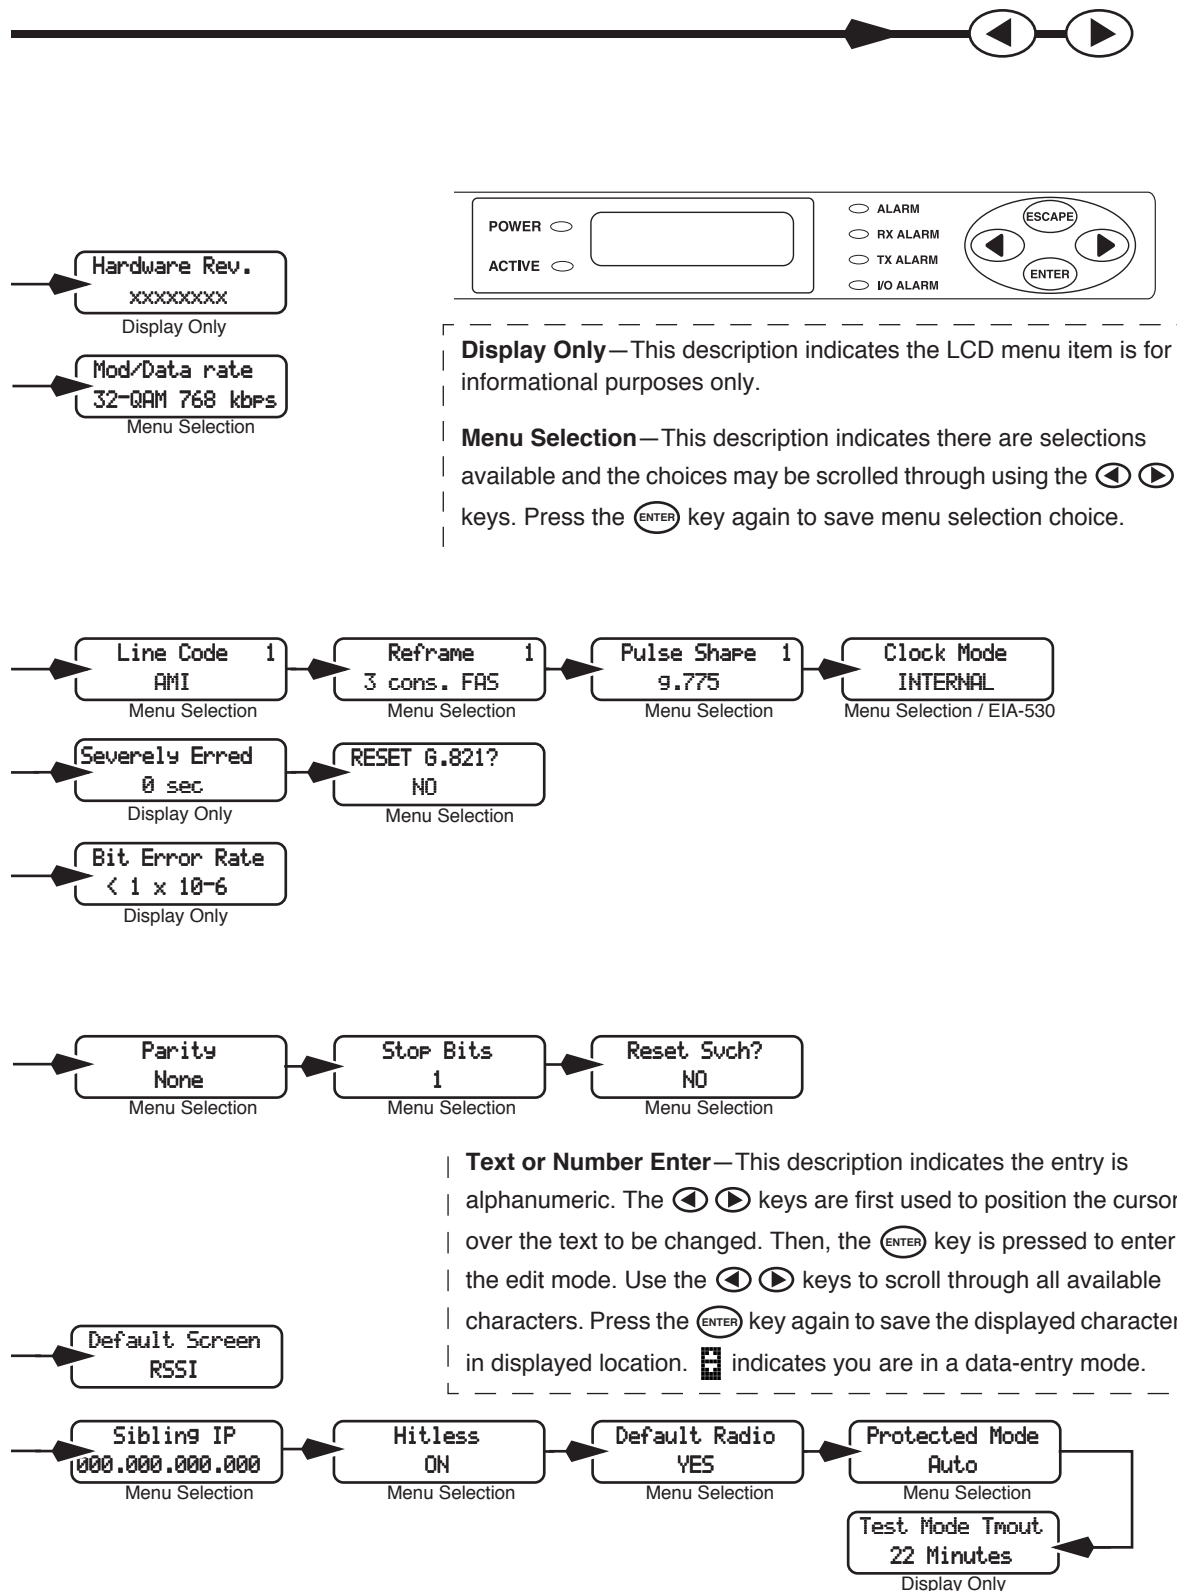 POWER
ACTIVE
ALARM
RX ALARM
TX ALARM
I/O ALARM
ESCAPE
ENTER
Hardware Rev.
xxxxxxxx
Display Only
Mod/Data rate
32-QAM 768 kbps
Menu Selection
Display Only—This description indicates the LCD menu item is for
informational purposes only.
Menu Selection—This description indicates there are selections
available and the choices may be scrolled through using the
keys. Press the ENTER key again to save menu selection choice.
Line Code 1
AMI
Menu Selection
Reframe 1
3 cons. FAS
Menu Selection
Pulse Shape 1
g.775
Menu Selection
Clock Mode
INTERNAL
Menu Selection / EIA-530
Severely Erred
0 sec
Display Only
RESET G.821?
NO
Menu Selection
Bit Error Rate
< 1 x 10-6
Display Only
Parity
None
Menu Selection
Stop Bits
1
Menu Selection
Reset Svch?
NO
Menu Selection
Text or Number Enter—This description indicates the entry is
alphanumeric. The keys are first used to position the cursor
over the text to be changed. Then, the ENTER key is pressed to enter
the edit mode. Use the keys to scroll through all available
characters. Press the ENTER key again to save the displayed character
in displayed location. indicates you are in a data-entry mode.
Default Screen
RSSI
Sibling IP
000.000.000.000
Menu Selection
Hitless
ON
Menu Selection
Default Radio
YES
Menu Selection
Protected Mode
Auto
Menu Selection
Test Mode Tmout
22 Minutes
Display Only